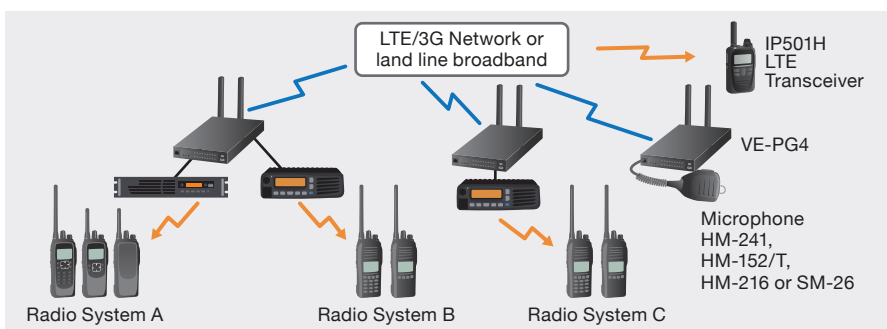 LTE/3G Network or
land line broadband
IP501H
LTE
Transceiver
VE-PG4
Microphone
HM-241,
HM-152/T,
HM-216 or SM-26
Radio System A
Radio System B
Radio System C